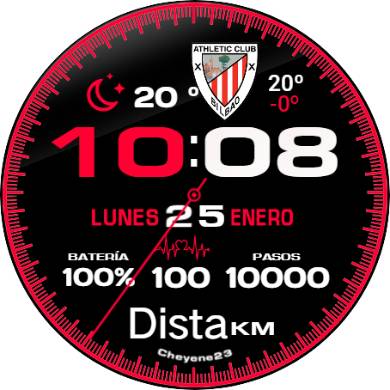 ATHLETIC CLUB
BILBAO
20 º
20º
-0º
10:08
LUNES 25 ENERO
BATERÍA
100%
100
PASOS
10000
Dista KM
Cheyene23